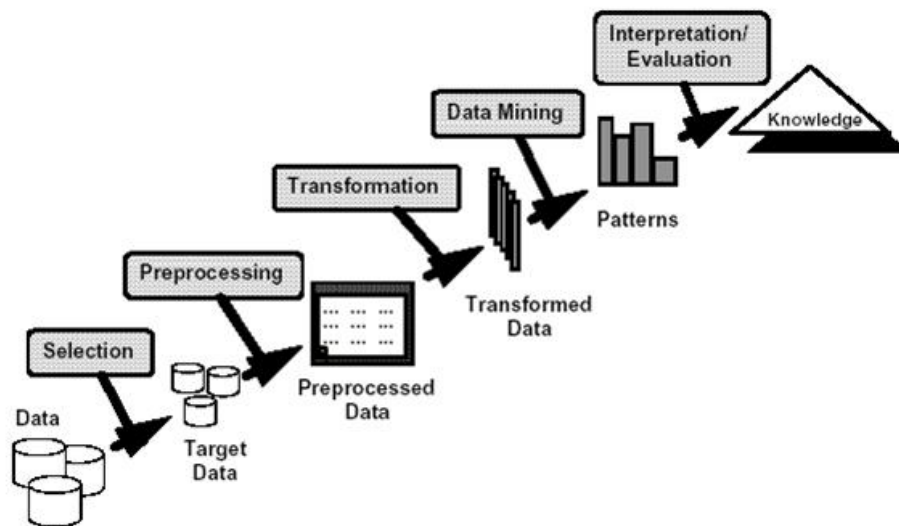 Interpretation/
Evaluation
Knowledge
Data Mining
Patterns
Transformation
Transformed
Data
Preprocessing
Preprocessed
Data
Selection
Target
Data
Data